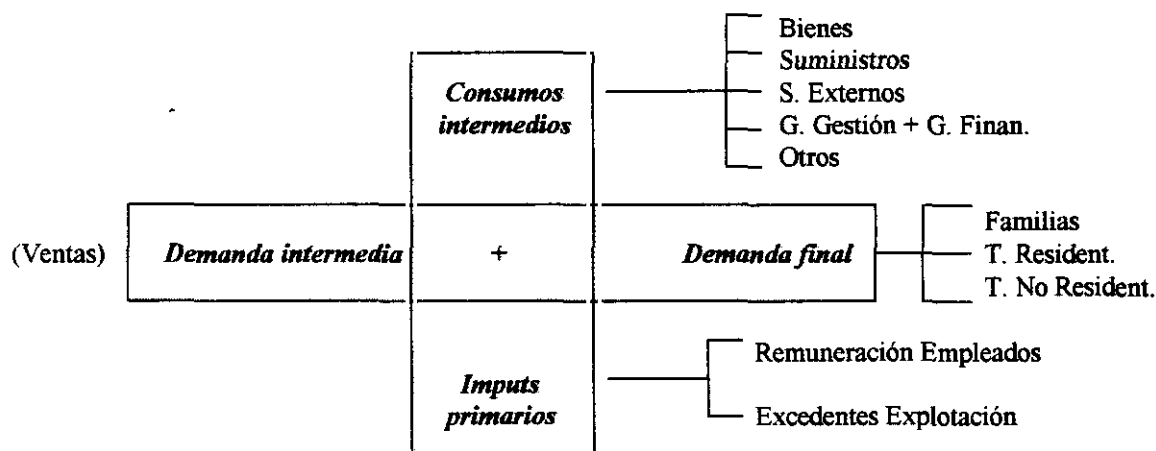 Consumos
intermedios
Bienes
Suministros
S. Externos
G. Gestión + G. Finan.
Otros
(Ventas) Demanda intermedia + Demanda final
Familias
T. Resident.
T. No Resident.
Imputs
primarios
Remuneración Empleados
Excedentes Explotación